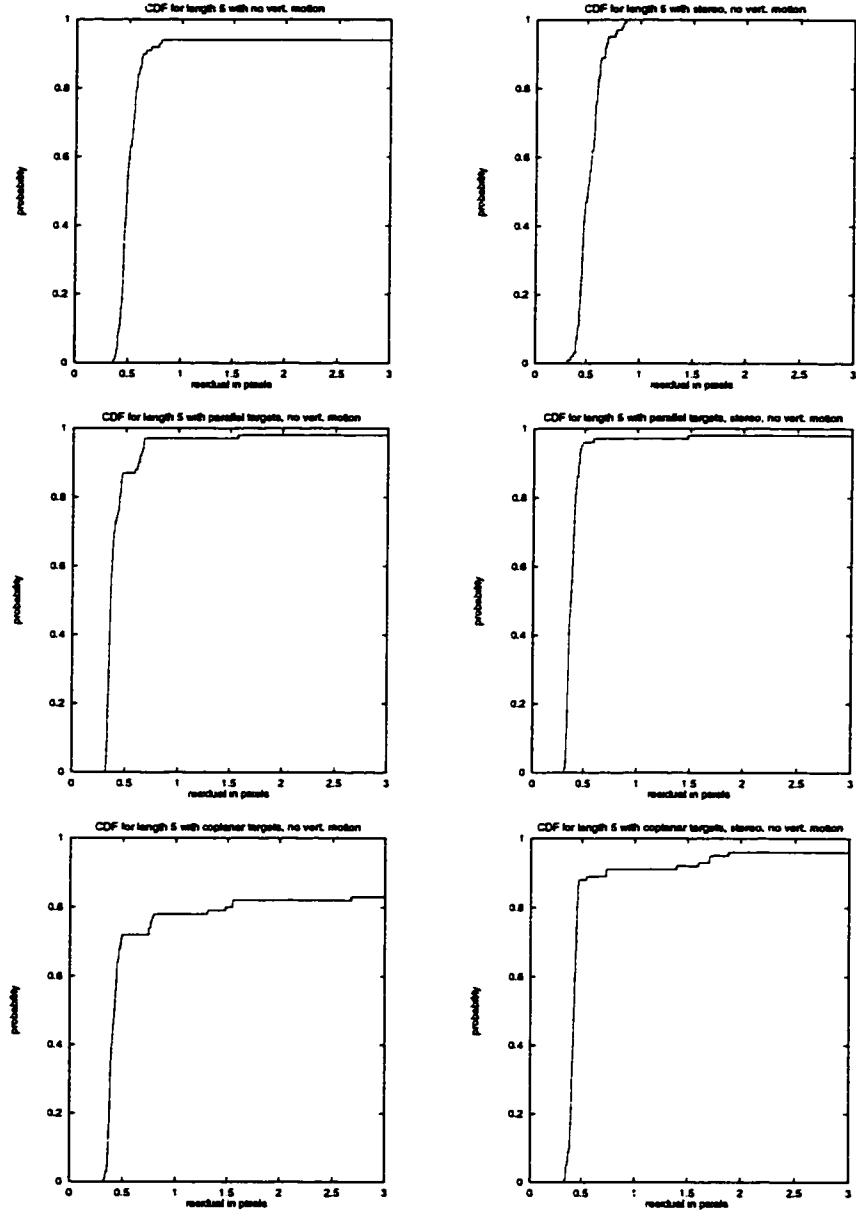 CDF for length 5 with no vert. motion
1
0.8
0.6
0.4
0.2
0
probability
0 0.5 1 1.5 2 2.5 3
residual in pixels
CDF for length 5 with stereo, no vert. motion
1
0.8
0.6
0.4
0.2
0
probability
0 0.5 1 1.5 2 2.5 3
residual in pixels
CDF for length 5 with parallel targets, no vert. motion
1
0.8
0.6
0.4
0.2
0
probability
0 0.5 1 1.5 2 2.5 3
residual in pixels
CDF for length 5 with parallel targets, stereo, no vert. motion
1
0.8
0.6
0.4
0.2
0
probability
0 0.5 1 1.5 2 2.5 3
residual in pixels
CDF for length 5 with coplanar targets, no vert. motion
1
0.8
0.6
0.4
0.2
0
probability
0 0.5 1 1.5 2 2.5 3
residual in pixels
CDF for length 5 with coplanar targets, stereo, no vert. motion
1
0.8
0.6
0.4
0.2
0
probability
0 0.5 1 1.5 2 2.5 3
residual in pixels